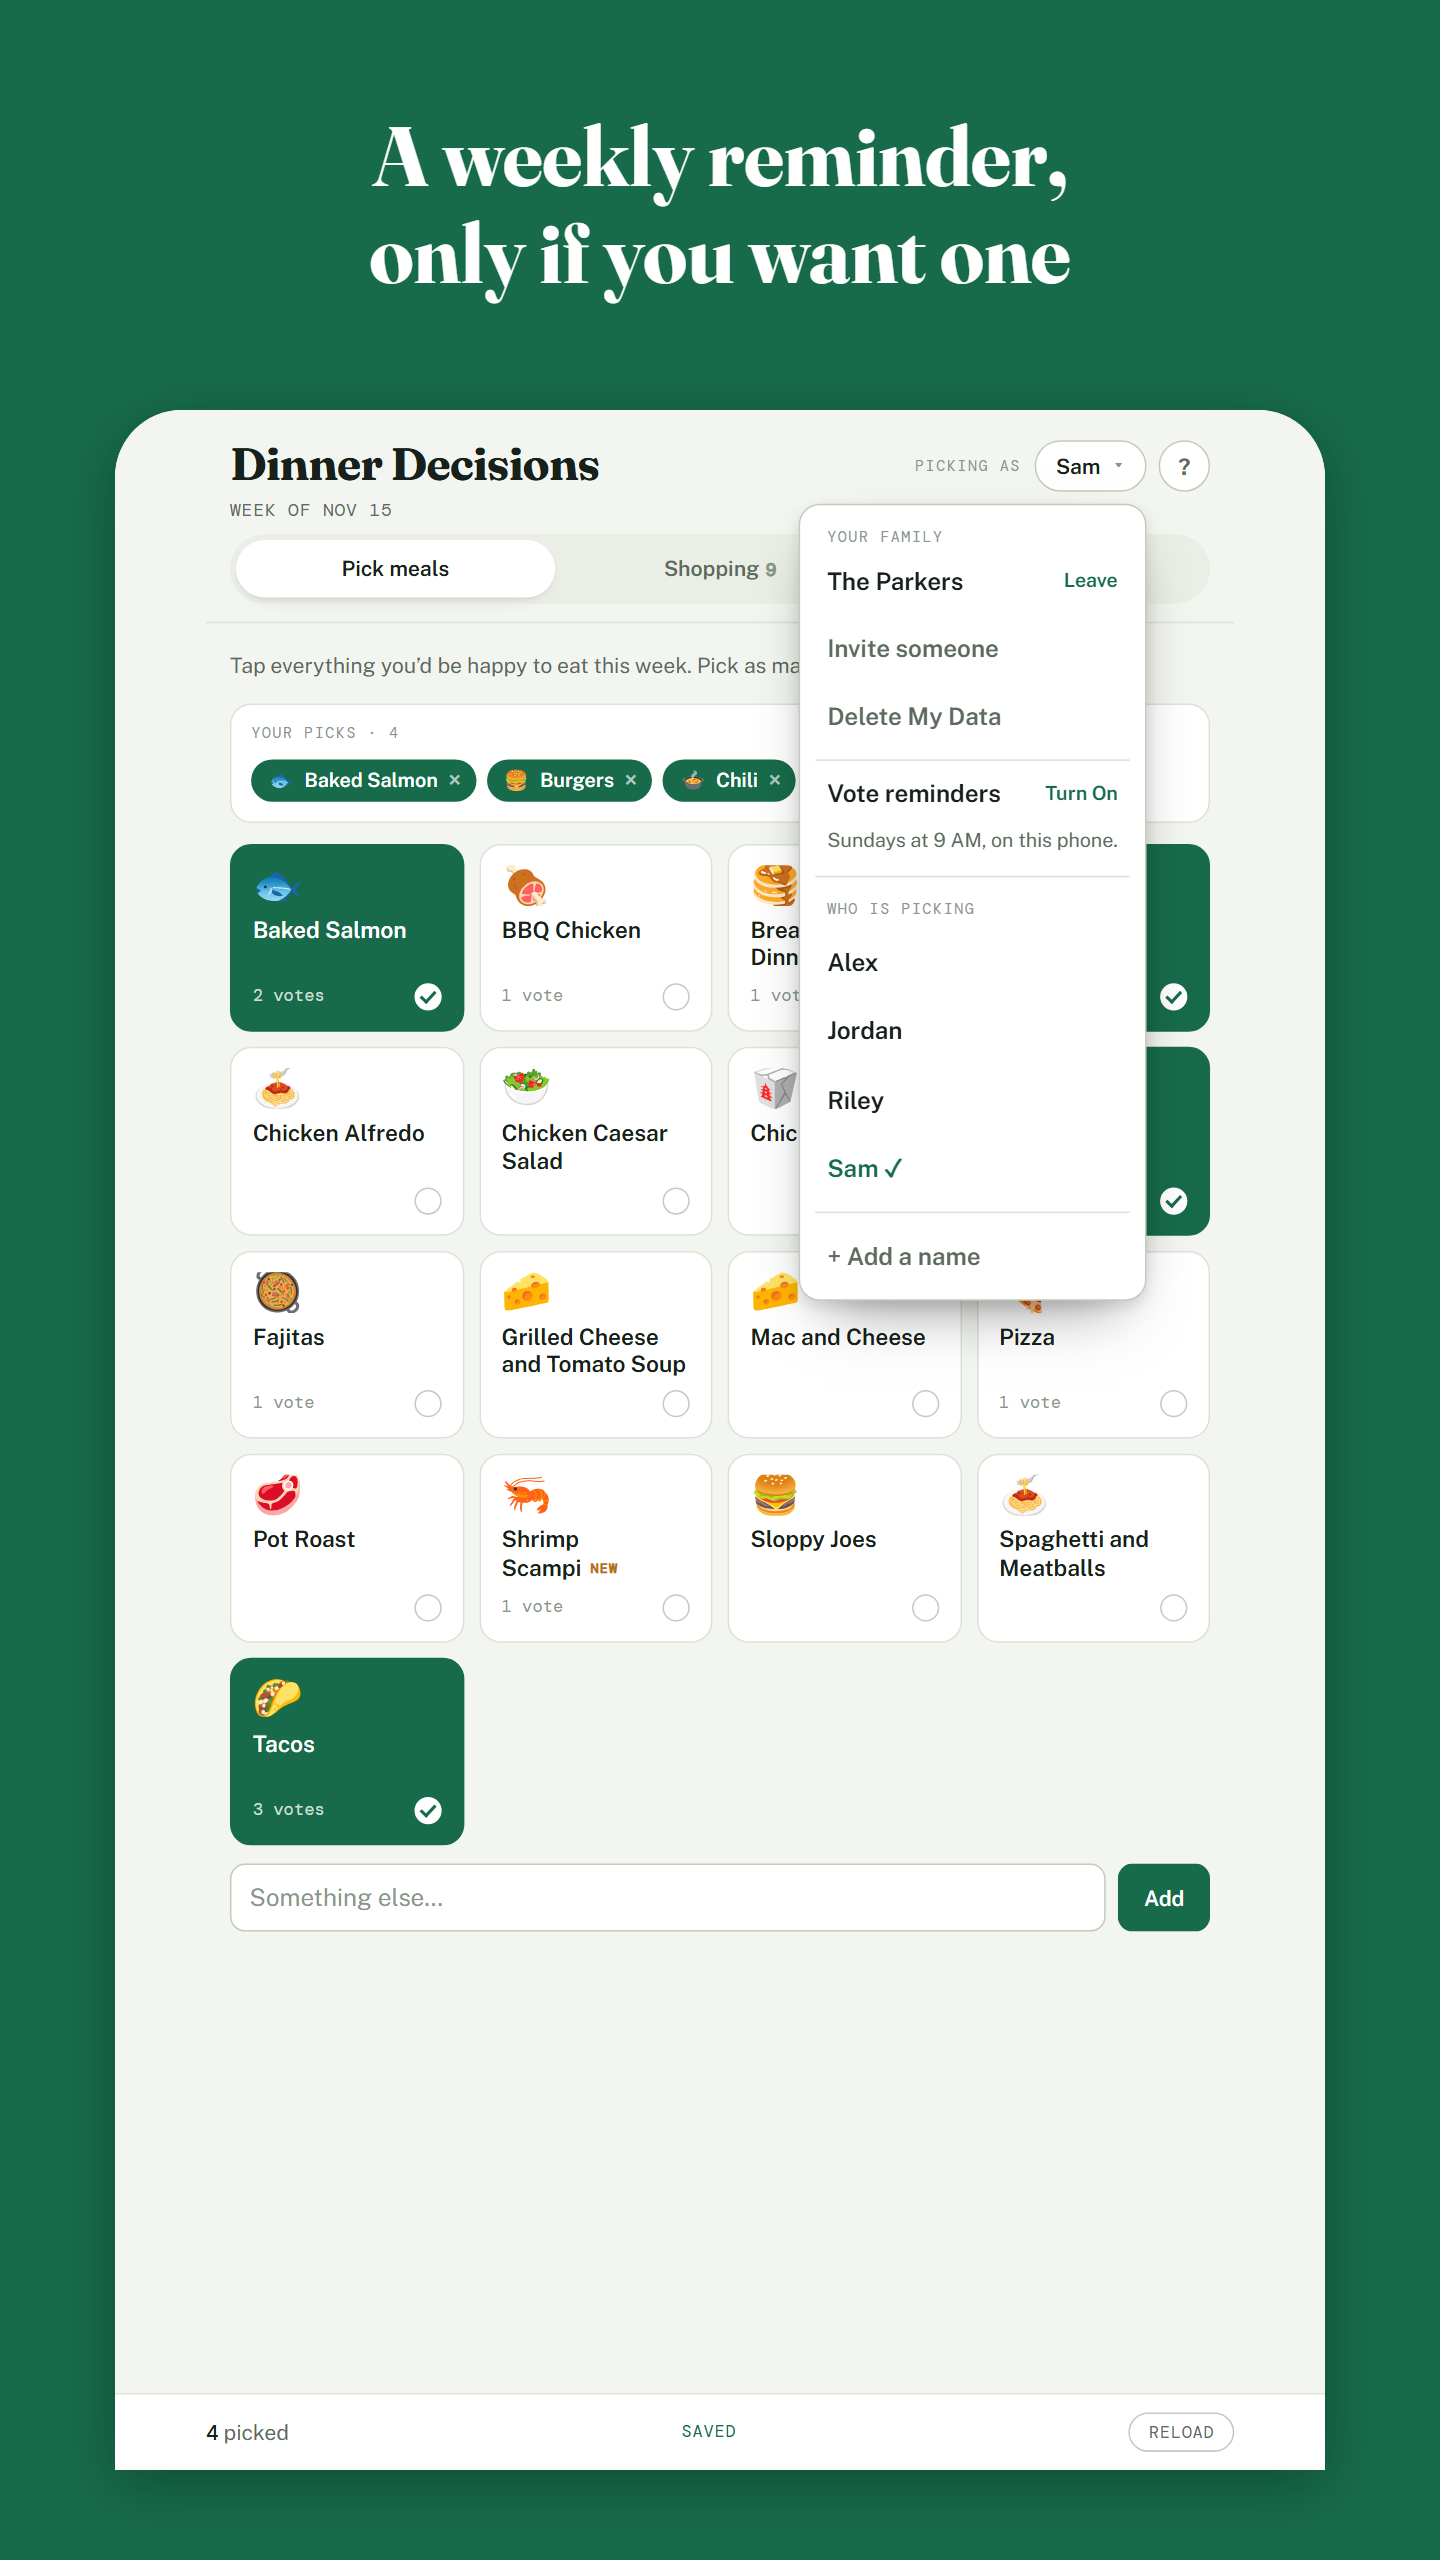 A weekly reminder,
only if you want one
Dinner Decisions
PICKING AS
Sam
?
WEEK OF NOV 15
Pick meals
Shopping 9
YOUR FAMILY
The Parkers
Leave
Invite someone
Delete My Data
Vote reminders
Turn On
Sundays at 9 AM, on this phone.
WHO IS PICKING
Alex
Jordan
Riley
Sam ✓
+ Add a name
Tap everything you’d be happy to eat this week. Pick as
YOUR PICKS · 4
Baked Salmon ×
Burgers ×
Chili ×
Baked Salmon
2 votes
BBQ Chicken
1 vote
1
Chicken Alfredo
Chicken Caesar
Salad
Fajitas
1 vote
Grilled Cheese
and Tomato Soup
Mac and Cheese
Pizza
1 vote
Pot Roast
Shrimp
Scampi NEW
1 vote
Sloppy Joes
Spaghetti and
Meatballs
Tacos
3 votes
Something else...
Add
4 picked
SAVED
RELOAD